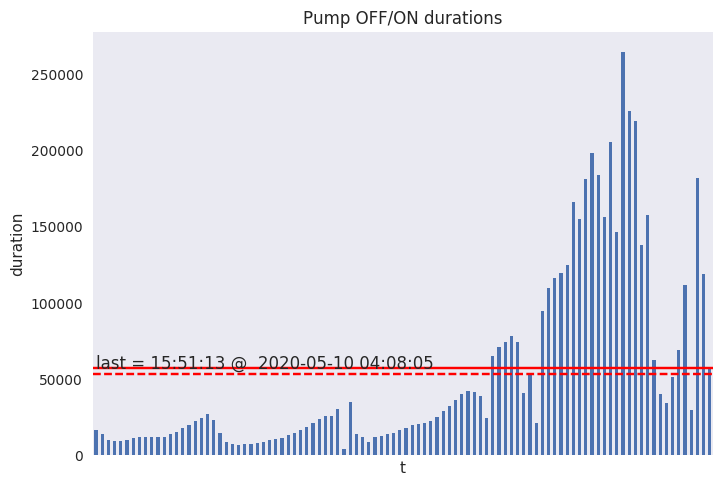 Pump OFF/ON durations
250000
200000
150000
100000
50000
0
duration
last = 15:51:13 @  2020-05-10 04:08:05
t